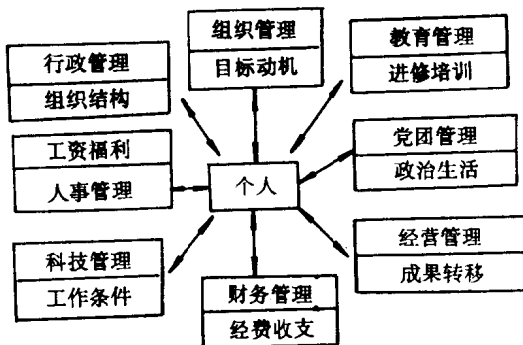 组织管理
目标动机
教育管理
进修培训
行政管理
组织结构
党团管理
政治生活
工资福利
人事管理
个人
经营管理
成果转移
科技管理
工作条件
财务管理
经费收支